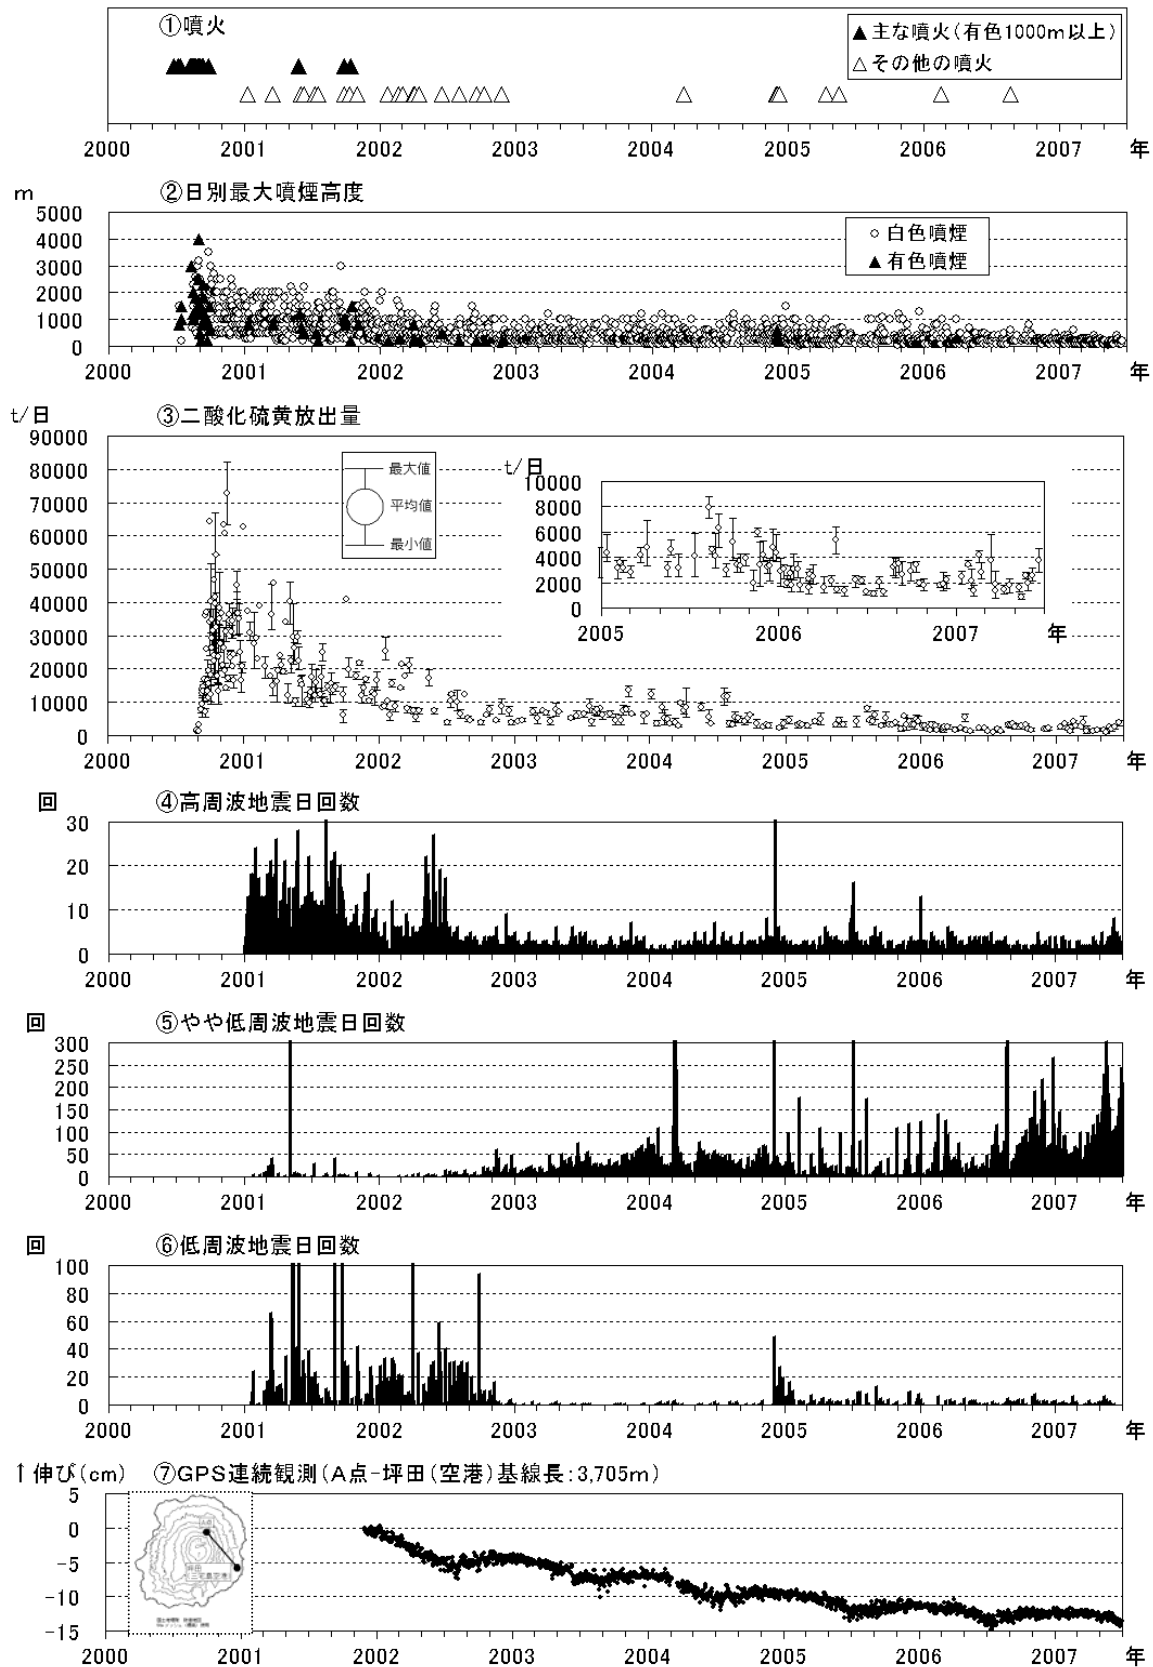 ①噴火
▲主な噴火(有色1000m以上)
△その他の噴火
2000 2001 2002 2003 2004 2005 2006 2007 年
m ②日別最大噴煙高度
5000
4000
3000
2000
1000
0
○白色噴煙
▲有色噴煙
2000 2001 2002 2003 2004 2005 2006 2007 年
t/日 ③二酸化硫黄放出量
90000
80000
70000
60000
50000
40000
30000
20000
10000
0
最大値
平均値
最小値
t/日
10000
8000
6000
4000
2000
0
2005 2006 2007 年
2000 2001 2002 2003 2004 2005 2006 2007 年
回 ④高周波地震日回数
30
20
10
0
2000 2001 2002 2003 2004 2005 2006 2007 年
回 ⑤やや低周波地震日回数
300
250
200
150
100
50
0
2000 2001 2002 2003 2004 2005 2006 2007 年
回 ⑥低周波地震日回数
100
80
60
40
20
0
2000 2001 2002 2003 2004 2005 2006 2007 年
↑伸び(cm) ⑦GPS連続観測(A点-坪田(空港)基線長:3,705m)
5
0
-5
-10
-15
A点
坪田
(三宅島空港)
2000 2001 2002 2003 2004 2005 2006 2007 年